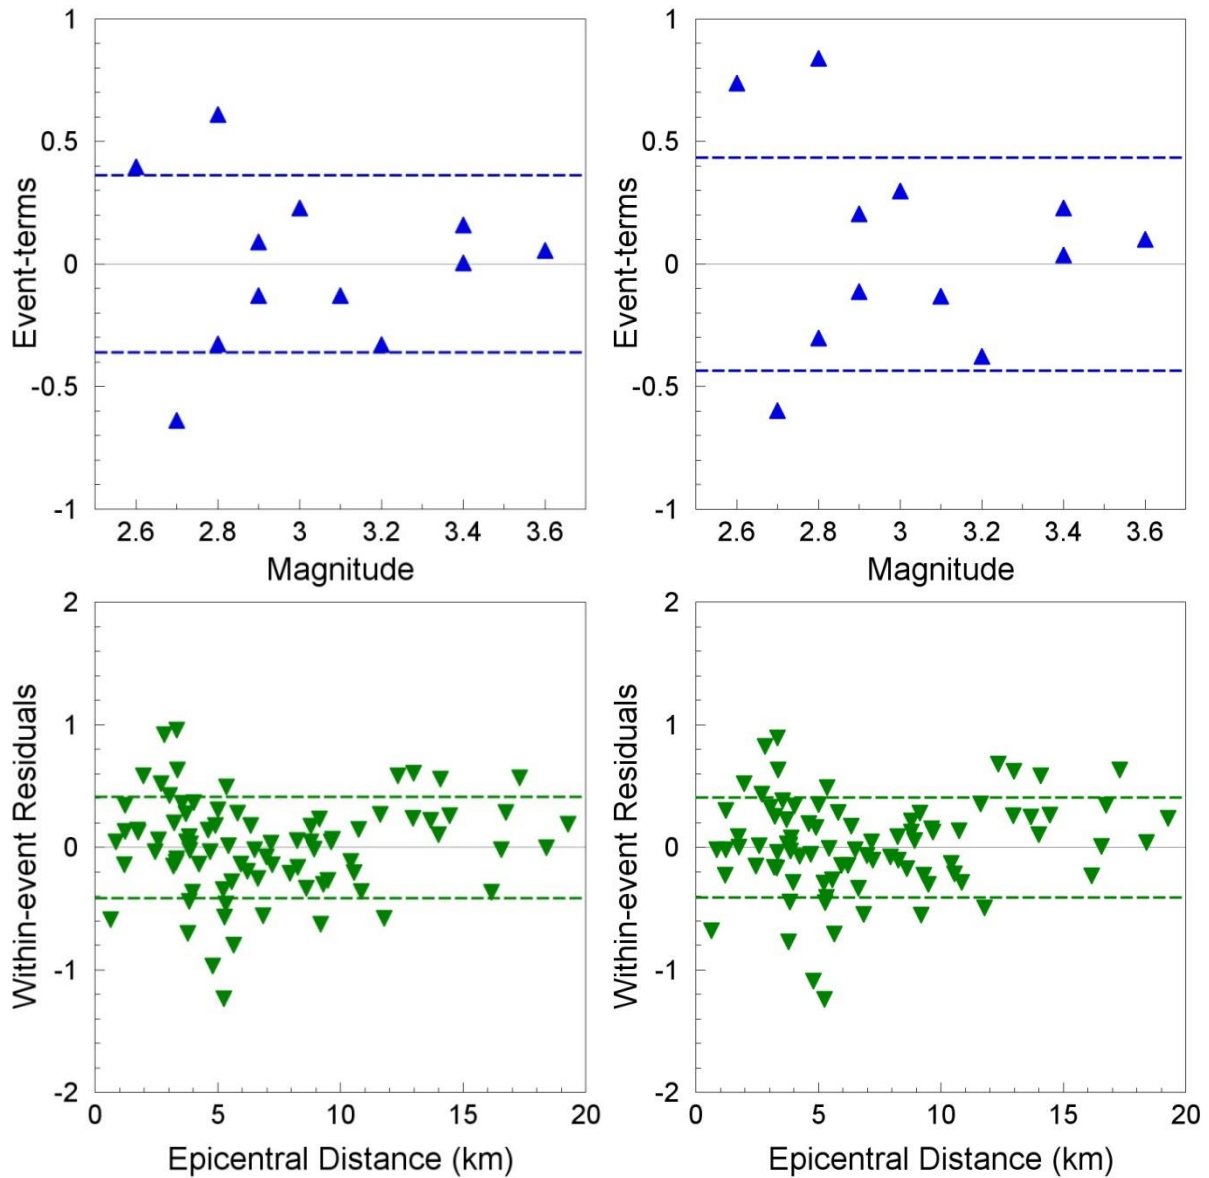 1
0.5
0
-0.5
-1
Event-terms
2.6 2.8 3 3.2 3.4 3.6
Magnitude
1
0.5
0
-0.5
-1
Event-terms
2.6 2.8 3 3.2 3.4 3.6
Magnitude
2
1
0
-1
-2
Within-event Residuals
0 5 10 15 20
Epicentral Distance (km)
2
1
0
-1
-2
Within-event Residuals
0 5 10 15 20
Epicentral Distance (km)